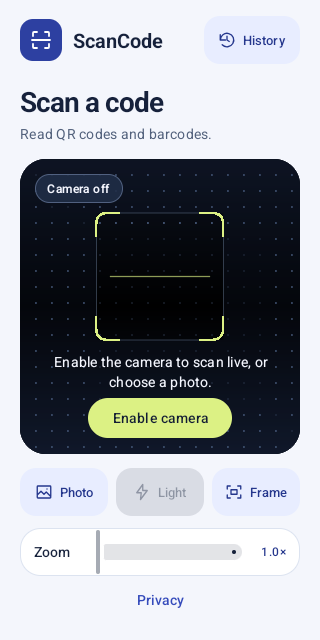 ScanCode
History
Scan a code
Read QR codes and barcodes.
Camera off
Enable the camera to scan live, or
choose a photo.
Enable camera
Photo
Light
Frame
Zoom
1.0×
Privacy